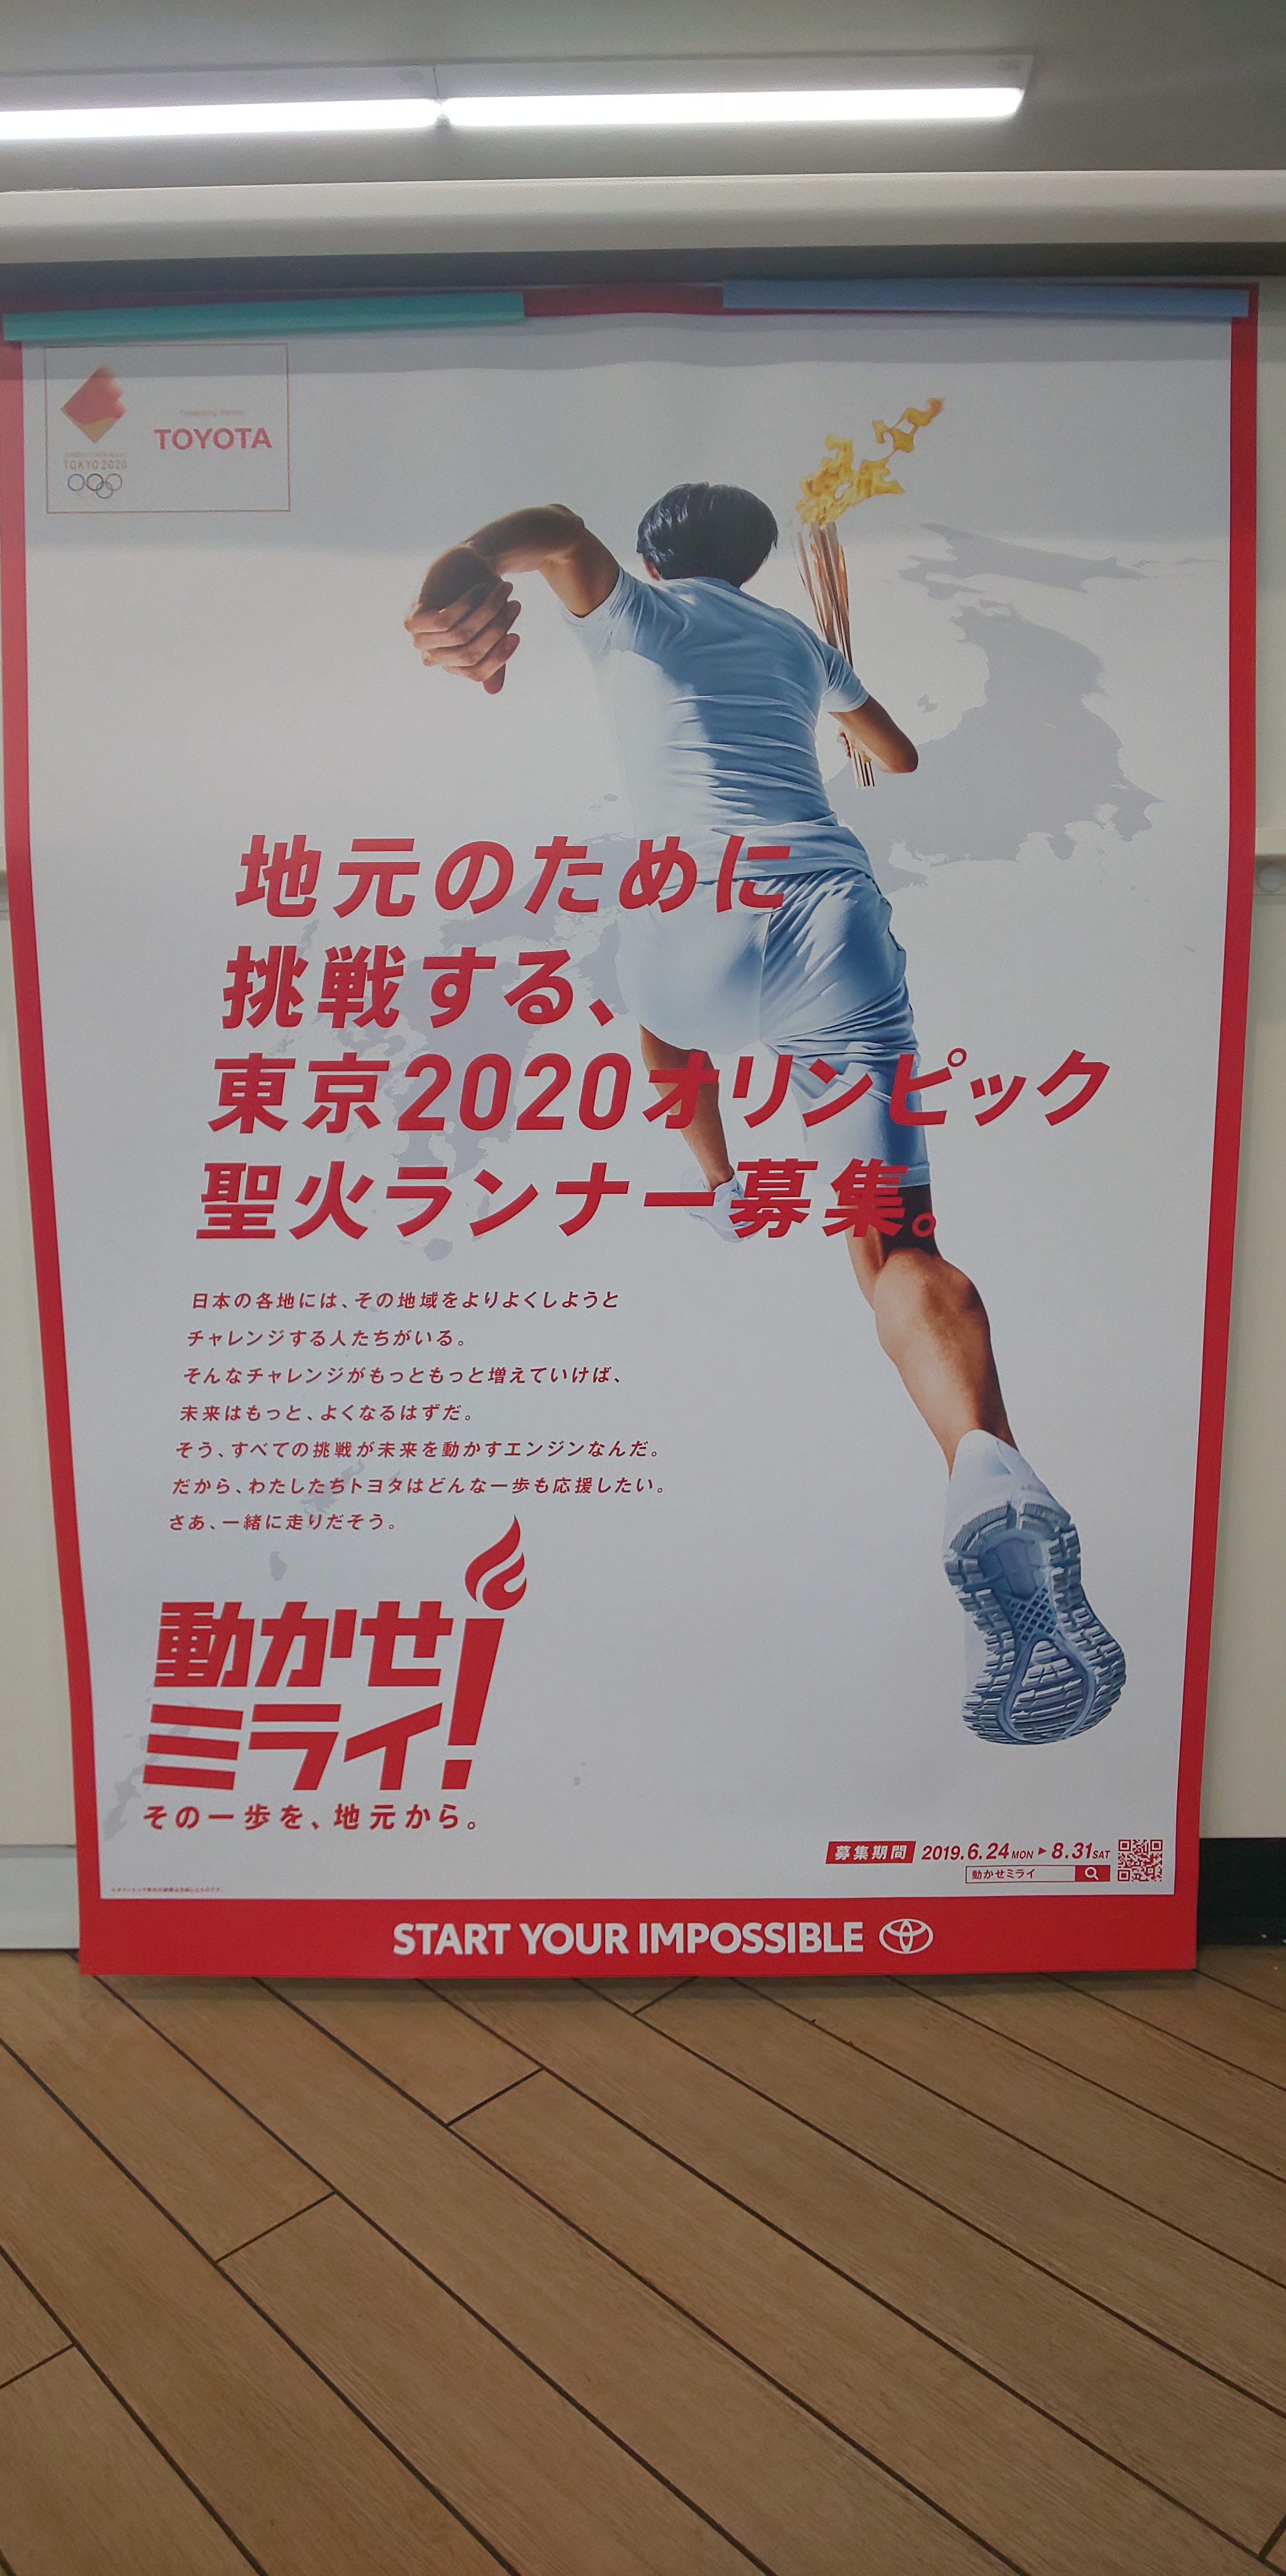 TOKYO 2020
Presenting Partner
TOYOTA
地元のために
挑戦する、
東京2020オリンピック
聖火ランナー募集。
日本の各地には、その地域をよりよくしようと
チャレンジする人たちがいる。
そんなチャレンジがもっともっと増えていけば、
未来はもっと、よくなるはずだ。
そう、すべての挑戦が未来を動かすエンジンなんだ。
だから、わたしたちトヨタはどんな一歩も応援したい。
さあ、一緒に走りだそう。
動かせ
ミライ!
その一歩を、地元から。
募集期間 2019.6.24 MON ▶ 8.31 SAT
動かせミライ
START YOUR IMPOSSIBLE